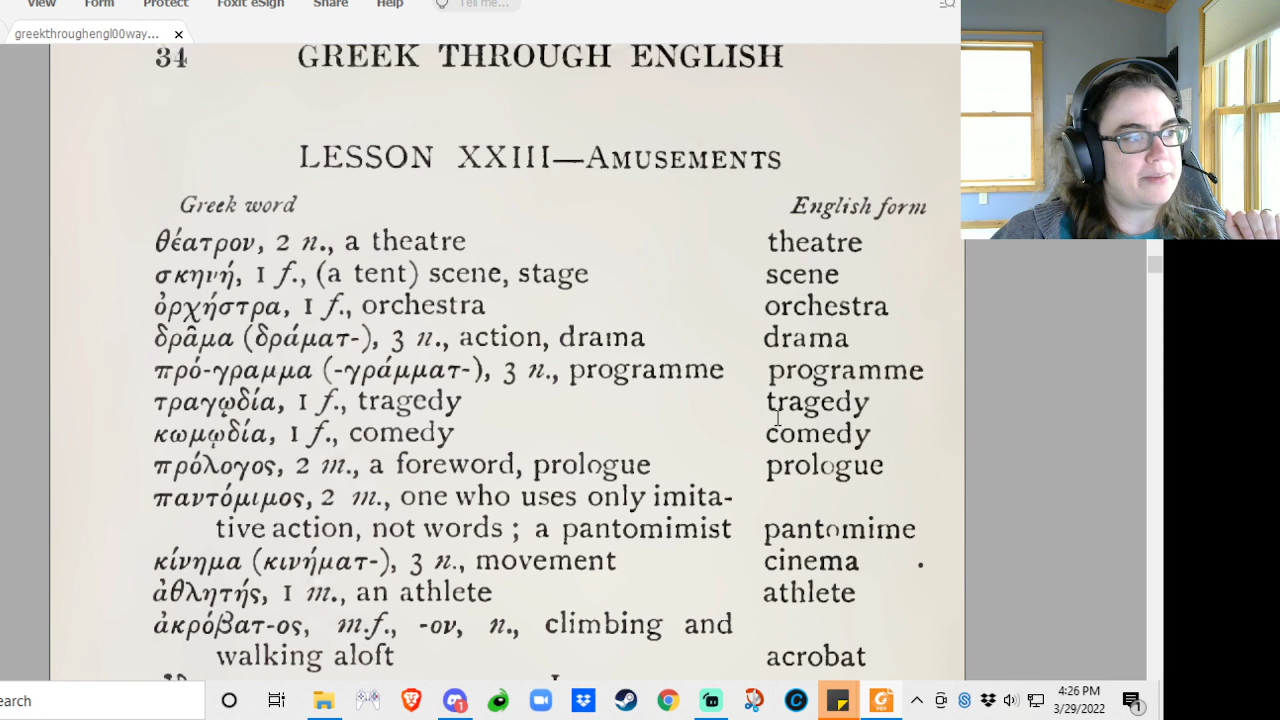 View Form Protect Foxit eSign Share Help Tell me...
greekthroughengl00way... ×
34 GREEK THROUGH ENGLISH
LESSON XXIII—AMUSEMENTS
Greek word English form
θέατρον, 2 n., a theatre theatre
σκηνή, 1 f., (a tent) scene, stage scene
ὀρχήστρα, 1 f., orchestra orchestra
δρᾶμα (δράματ-), 3 n., action, drama drama
πρό-γραμμα (-γράμματ-), 3 n., programme programme
τραγῳδία, 1 f., tragedy tragedy
κωμῳδία, 1 f., comedy comedy
πρόλογος, 2 m., a foreword, prologue prologue
παντόμιμος, 2 m., one who uses only imita-
tive action, not words ; a pantomimist pantomime
κίνημα (κινήματ-), 3 n., movement cinema
ἀθλητής, 1 m., an athlete athlete
ἀκρόβατ-ος, m.f., -ον, n., climbing and
walking aloft acrobat
earch 4:26 PM
3/29/2022